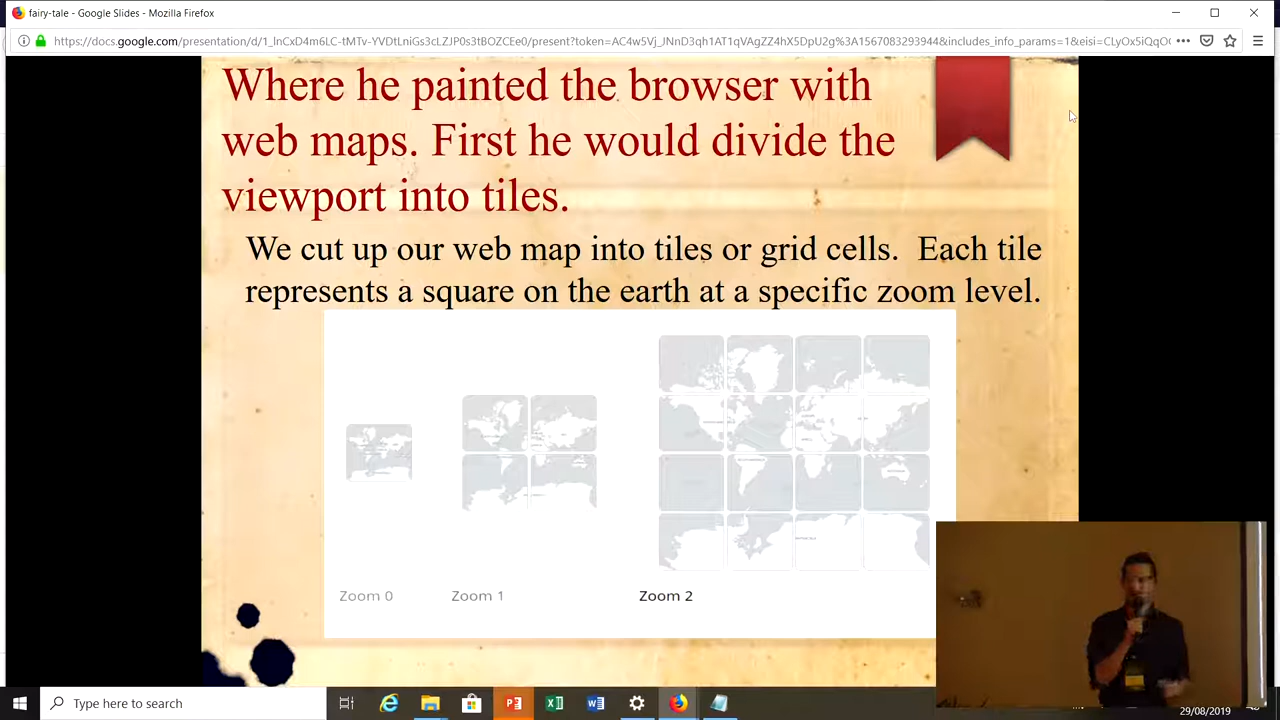 fairy-tale - Google Slides - Mozilla Firefox
https://docs.google.com/presentation/d/1_lnCxD4m6LC-tMTv-YVDtLniGs3cLZJP0s3tBOZCEe0/present?token=AC4w5Vj_JNnD3qh1AT1qVAgZZ4hX5DpU2g%3A1567083293944&includes_info_params=1&eisi=CLyOx5iQqO
Where he painted the browser with
web maps. First he would divide the
viewport into tiles.
We cut up our web map into tiles or grid cells.  Each tile
represents a square on the earth at a specific zoom level.
Zoom 0
Zoom 1
Zoom 2
Type here to search
29/08/2019